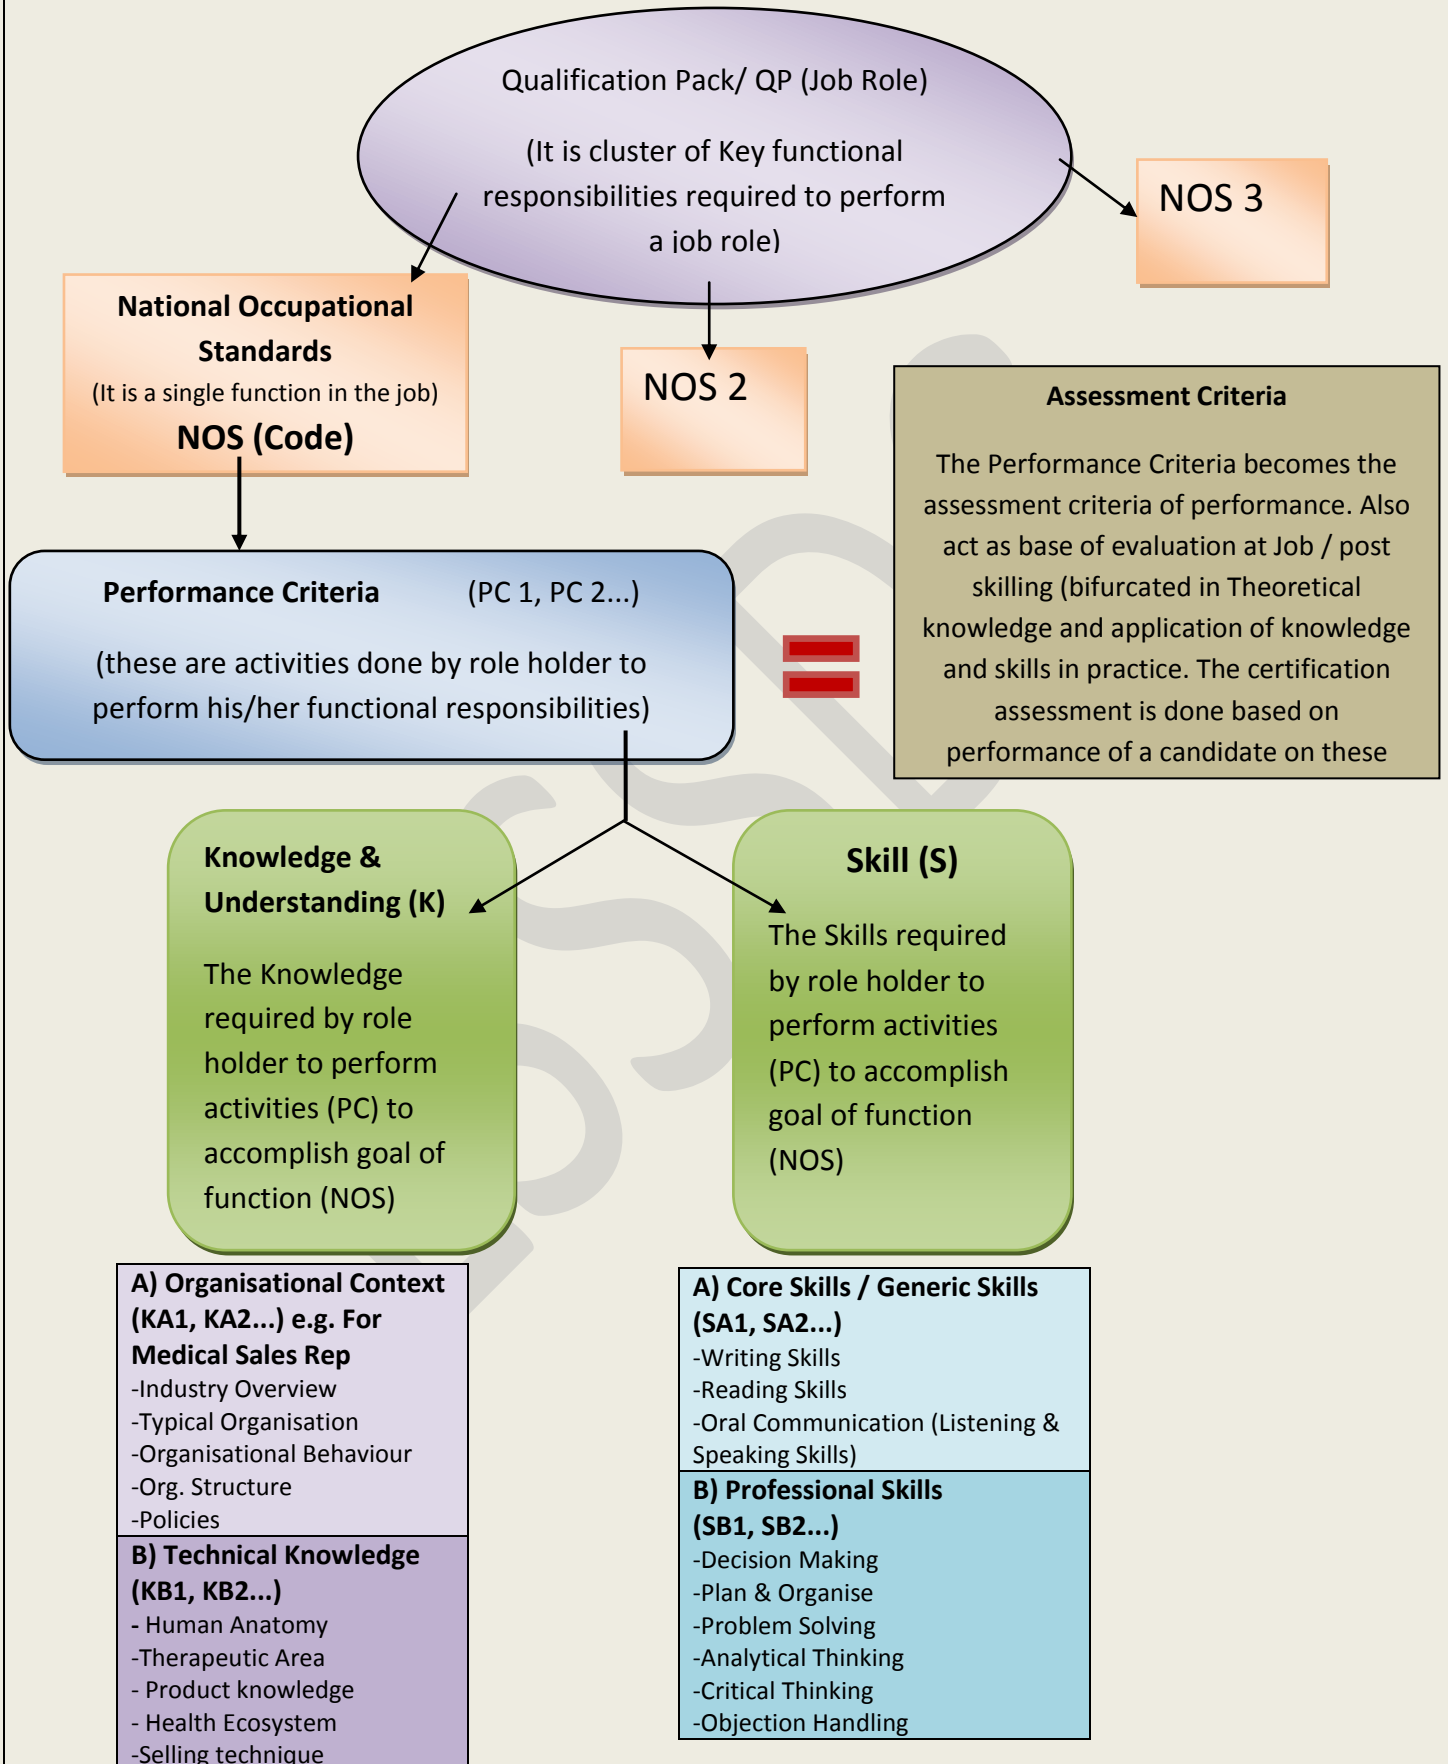 Qualification Pack/ QP (Job Role)
(It is cluster of Key functional
responsibilities required to perform
a job role)
NOS 3
National Occupational
Standards
(It is a single function in the job)
NOS (Code)
NOS 2
Assessment Criteria
The Performance Criteria becomes the
assessment criteria of performance. Also
act as base of evaluation at Job / post
skilling (bifurcated in Theoretical
knowledge and application of knowledge
and skills in practice. The certification
assessment is done based on
performance of a candidate on these
Performance Criteria (PC 1, PC 2...)
(these are activities done by role holder to
perform his/her functional responsibilities)
Knowledge &
Understanding (K)
The Knowledge
required by role
holder to perform
activities (PC) to
accomplish goal of
function (NOS)
Skill (S)
The Skills required
by role holder to
perform activities
(PC) to accomplish
goal of function
(NOS)
A) Organisational Context
(KA1, KA2...) e.g. For
Medical Sales Rep
-Industry Overview
-Typical Organisation
-Organisational Behaviour
-Org. Structure
-Policies
B) Technical Knowledge
(KB1, KB2...)
- Human Anatomy
-Therapeutic Area
- Product knowledge
- Health Ecosystem
-Selling technique
A) Core Skills / Generic Skills
(SA1, SA2...)
-Writing Skills
-Reading Skills
-Oral Communication (Listening &
Speaking Skills)
B) Professional Skills
(SB1, SB2...)
-Decision Making
-Plan & Organise
-Problem Solving
-Analytical Thinking
-Critical Thinking
-Objection Handling